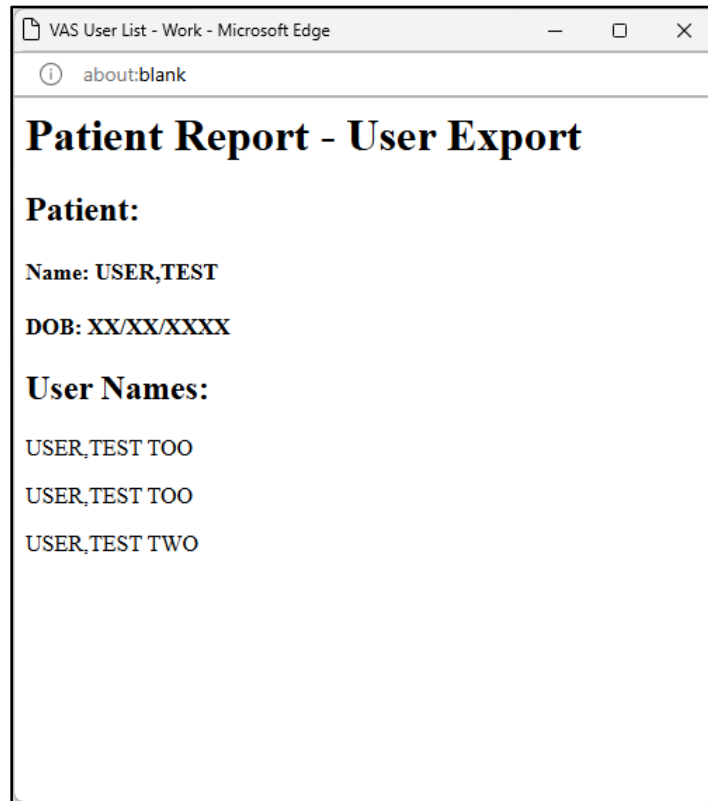 VAS User List - Work - Microsoft Edge
about:blank
Patient Report - User Export
Patient:
Name: USER,TEST
DOB: XX/XX/XXXX
User Names:
USER,TEST TOO
USER,TEST TOO
USER,TEST TWO